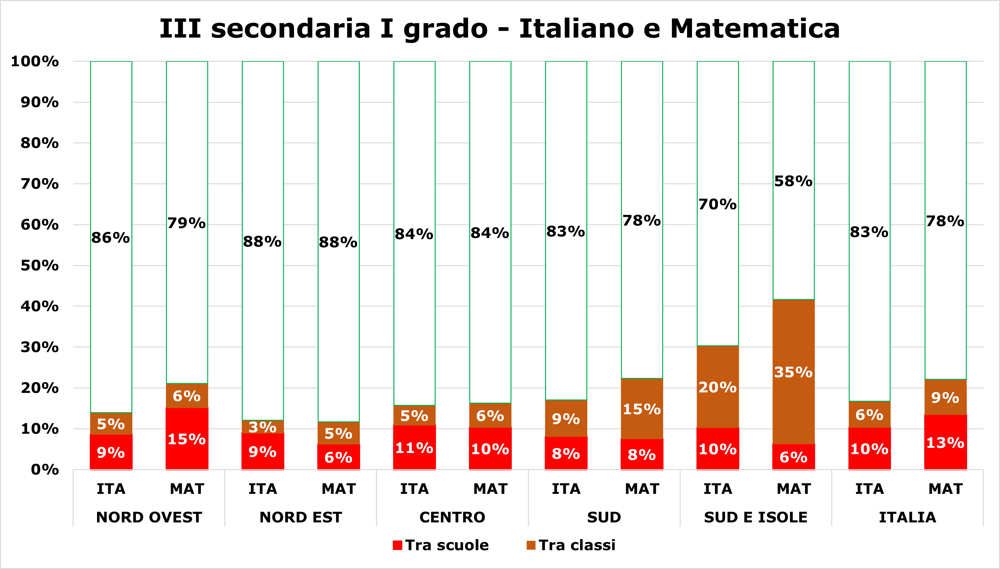 III secondaria I grado - Italiano e Matematica
100%
90%
80%
70%
60%
50%
40%
30%
20%
10%
0%
86% 79% 88% 88% 84% 84% 83% 78% 70% 58% 83% 78%
5% 6% 3% 5% 5% 6% 9% 15% 20% 35% 6% 9%
9% 15% 9% 6% 11% 10% 8% 8% 10% 6% 10% 13%
ITA MAT ITA MAT ITA MAT ITA MAT ITA MAT ITA MAT
NORD OVEST NORD EST CENTRO SUD SUD E ISOLE ITALIA
Tra scuole Tra classi